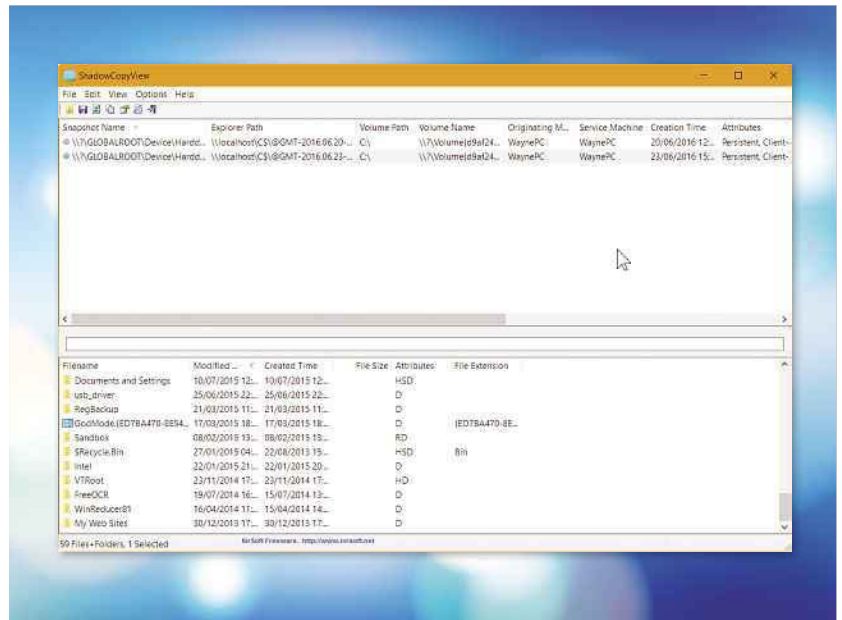 ShadowCopyView
File Edit View Options Help
Snapshot Name Explorer Path Volume Path Volume Name Originating M... Service Machine Creation Time Attributes
\\?\GLOBALROOT\Device\Hardd... \\localhost\C$\@GMT-2016.06.20-... C:\ \\?\Volume{d9af24... WaynePC WaynePC 20/06/2016 12:... Persistent, Client-
\\?\GLOBALROOT\Device\Hardd... \\localhost\C$\@GMT-2016.06.23-... C:\ \\?\Volume{d9af24... WaynePC WaynePC 23/06/2016 15:... Persistent, Client-
Filename Modified ... Created Time File Size Attributes File Extension
Documents and Settings 10/07/2015 12:... 10/07/2015 12:... HSD
usb_driver 25/06/2015 22:... 25/06/2015 22:... D
RegBackup 21/03/2015 11:... 21/03/2015 11:... D
GodMode.{ED7BA470-8E54... 17/03/2015 18:... 17/03/2015 18:... D {ED7BA470-8E...
Sandbox 08/02/2015 13:... 08/02/2015 13:... RD
$Recycle.Bin 27/01/2015 04:... 22/08/2013 15:... HSD Bin
Intel 22/01/2015 21:... 22/01/2015 20:... D
VTRoot 23/11/2014 17:... 23/11/2014 17:... HD
FreeOCR 19/07/2014 16:... 15/07/2014 13:... D
WinReducer81 16/04/2014 11:... 15/04/2014 14:... D
My Web Sites 30/12/2013 17:... 30/12/2013 17:... D
59 Files+Folders, 1 Selected NirSoft Freeware. http://www.nirsoft.net